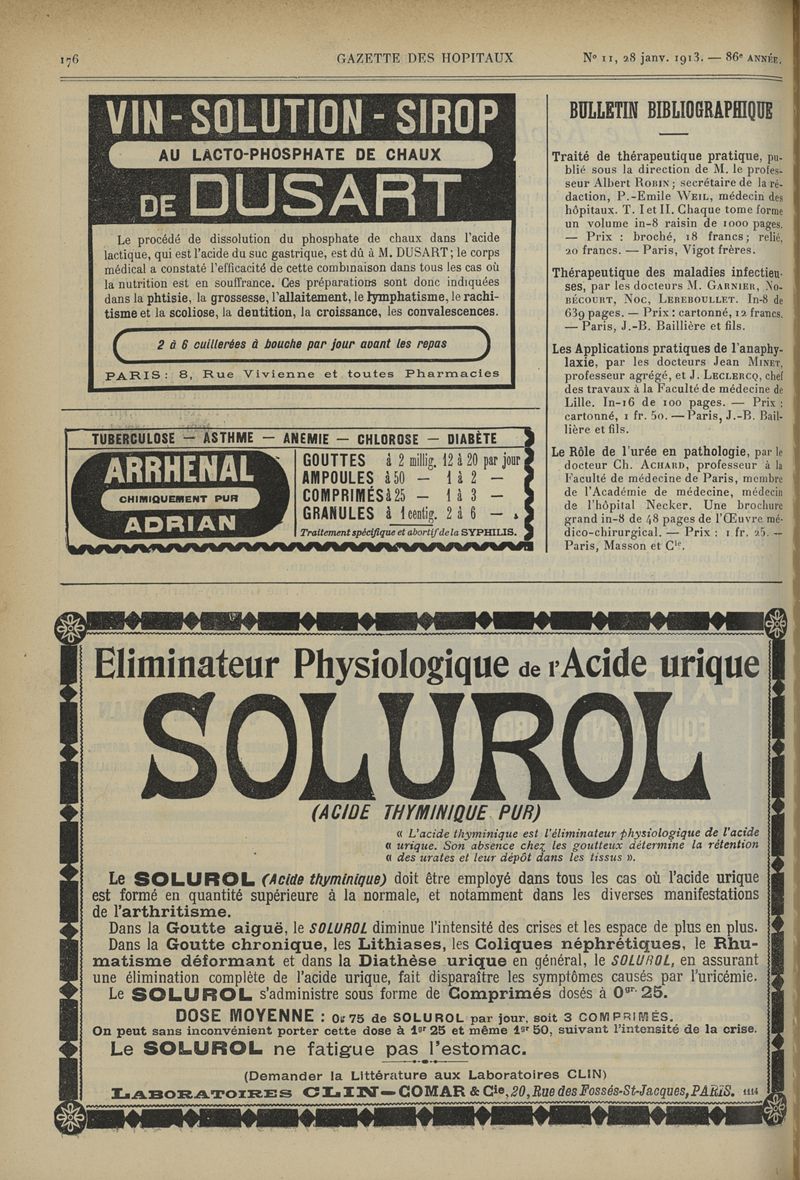 176
GAZETTE DES HOPITAUX
Nº 11, 28 janv. 1913. — 86e ANNÉE.
VIN - SOLUTION - SIROP
AU LACTO-PHOSPHATE DE CHAUX
DE DUSART
Le procédé de dissolution du phosphate de chaux dans l'acide
lactique, qui est l'acide du suc gastrique, est dû à M. DUSART; le corps
médical a constaté l'efficacité de cette combinaison dans tous les cas où
la nutrition est en souffrance. Ces préparations sont donc indiquées
dans la phtisie, la grossesse, l'allaitement, le lymphatisme, le rachi-
tisme et la scoliose, la dentition, la croissance, les convalescences.
2 à 6 cuillerées à bouche par jour avant les repas
PARIS: 8, Rue Vivienne et toutes Pharmacies
TUBERCULOSE — ASTHME — ANEMIE — CHLOROSE — DIABÈTE
ARRHENAL
CHIMIQUEMENT PUR
ADRIAN
GOUTTES à 2 millig. 12 à 20 par jour
AMPOULES à 50 — 1 à 2 —
COMPRIMÉS à 25 — 1 à 3 —
GRANULES à 1 centig. 2 à 6 —
Traitement spécifique et abortif de la SYPHILIS.
BULLETIN BIBLIOGRAPHIQUE
Traité de thérapeutique pratique, pu-
blié sous la direction de M. le profes-
seur Albert ROBIN; secrétaire de la ré-
daction, P.-Emile WEIL, médecin des
hôpitaux. T. I et II. Chaque tome forme
un volume in-8 raisin de 1000 pages.
— Prix : broché, 18 francs; relié,
20 francs. — Paris, Vigot frères.
Thérapeutique des maladies infectieu-
ses, par les docteurs M. GARNIER, NO-
BÉCOURT, NOC, LEREBOULLET. In-8 de
639 pages. — Prix : cartonné, 12 francs.
— Paris, J.-B. Baillière et fils.
Les Applications pratiques de l'anaphy-
laxie, par les docteurs Jean MINET,
professeur agrégé, et J. LECLERCQ, chef
des travaux à la Faculté de médecine de
Lille. In-16 de 100 pages. — Prix :
cartonné, 1 fr. 50. — Paris, J.-B. Bail-
lière et fils.
Le Rôle de l'urée en pathologie, par le
docteur Ch. ACHARD, professeur à la
Faculté de médecine de Paris, membre
de l'Académie de médecine, médecin
de l'hôpital Necker. Une brochure
grand in-8 de 48 pages de l'Œuvre mé-
dico-chirurgical. — Prix : 1 fr. 25. —
Paris, Masson et Cie.
Eliminateur Physiologique de l'Acide urique
SOLUROL
(ACIDE THYMINIQUE PUR)
« L'acide thyminique est l'éliminateur physiologique de l'acide
« urique. Son absence chez les goutteux détermine la rétention
« des urates et leur dépôt dans les tissus ».
Le SOLUROL (Acide thyminique) doit être employé dans tous les cas où l'acide urique
est formé en quantité supérieure à la normale, et notamment dans les diverses manifestations
de l'arthritisme.
Dans la Goutte aiguë, le SOLUROL diminue l'intensité des crises et les espace de plus en plus.
Dans la Goutte chronique, les Lithiases, les Coliques néphrétiques, le Rhu-
matisme déformant et dans la Diathèse urique en général, le SOLUROL, en assurant
une élimination complète de l'acide urique, fait disparaître les symptômes causés par l'uricémie.
Le SOLUROL s'administre sous forme de Comprimés dosés à 0gr. 25.
DOSE MOYENNE : 0gr 75 de SOLUROL par jour, soit 3 COMPRIMÉS.
On peut sans inconvénient porter cette dose à 1gr 25 et même 1gr 50, suivant l'intensité de la crise.
Le SOLUROL ne fatigue pas l'estomac.
(Demander la Littérature aux Laboratoires CLIN)
LABORATOIRES CLIN — COMAR & Cie, 20, Rue des Fossés-St-Jacques, PARIS.